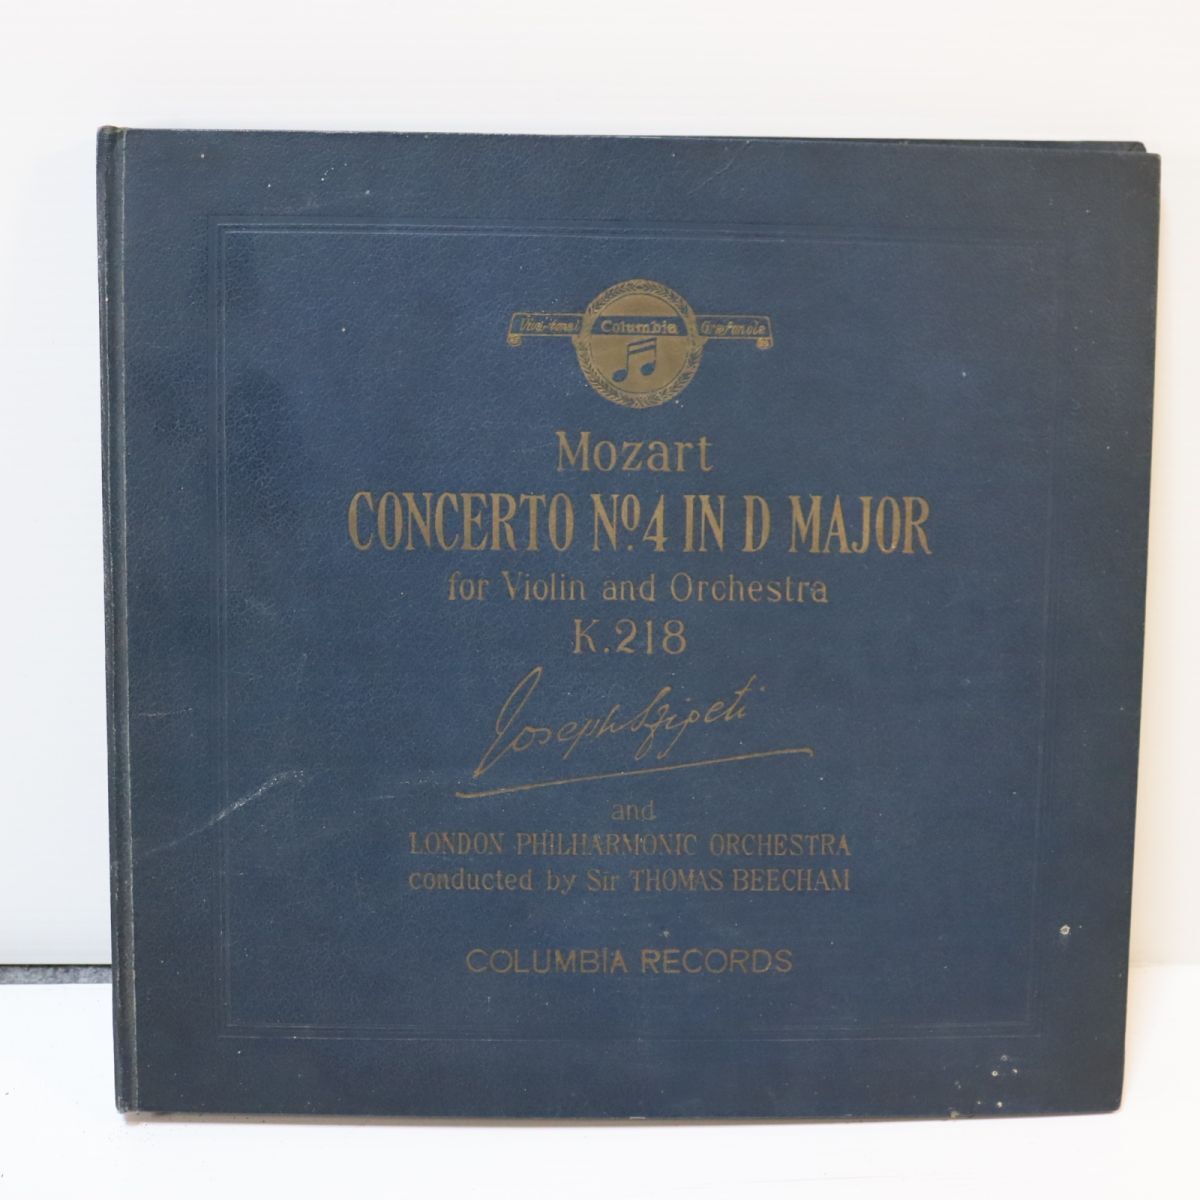 Viva-tonal Columbia Grafonola
Mozart
CONCERTO No.4 IN D MAJOR
for Violin and Orchestra
K.218
Joseph Szigeti
and
LONDON PHILHARMONIC ORCHESTRA
conducted by Sir THOMAS BEECHAM
COLUMBIA RECORDS